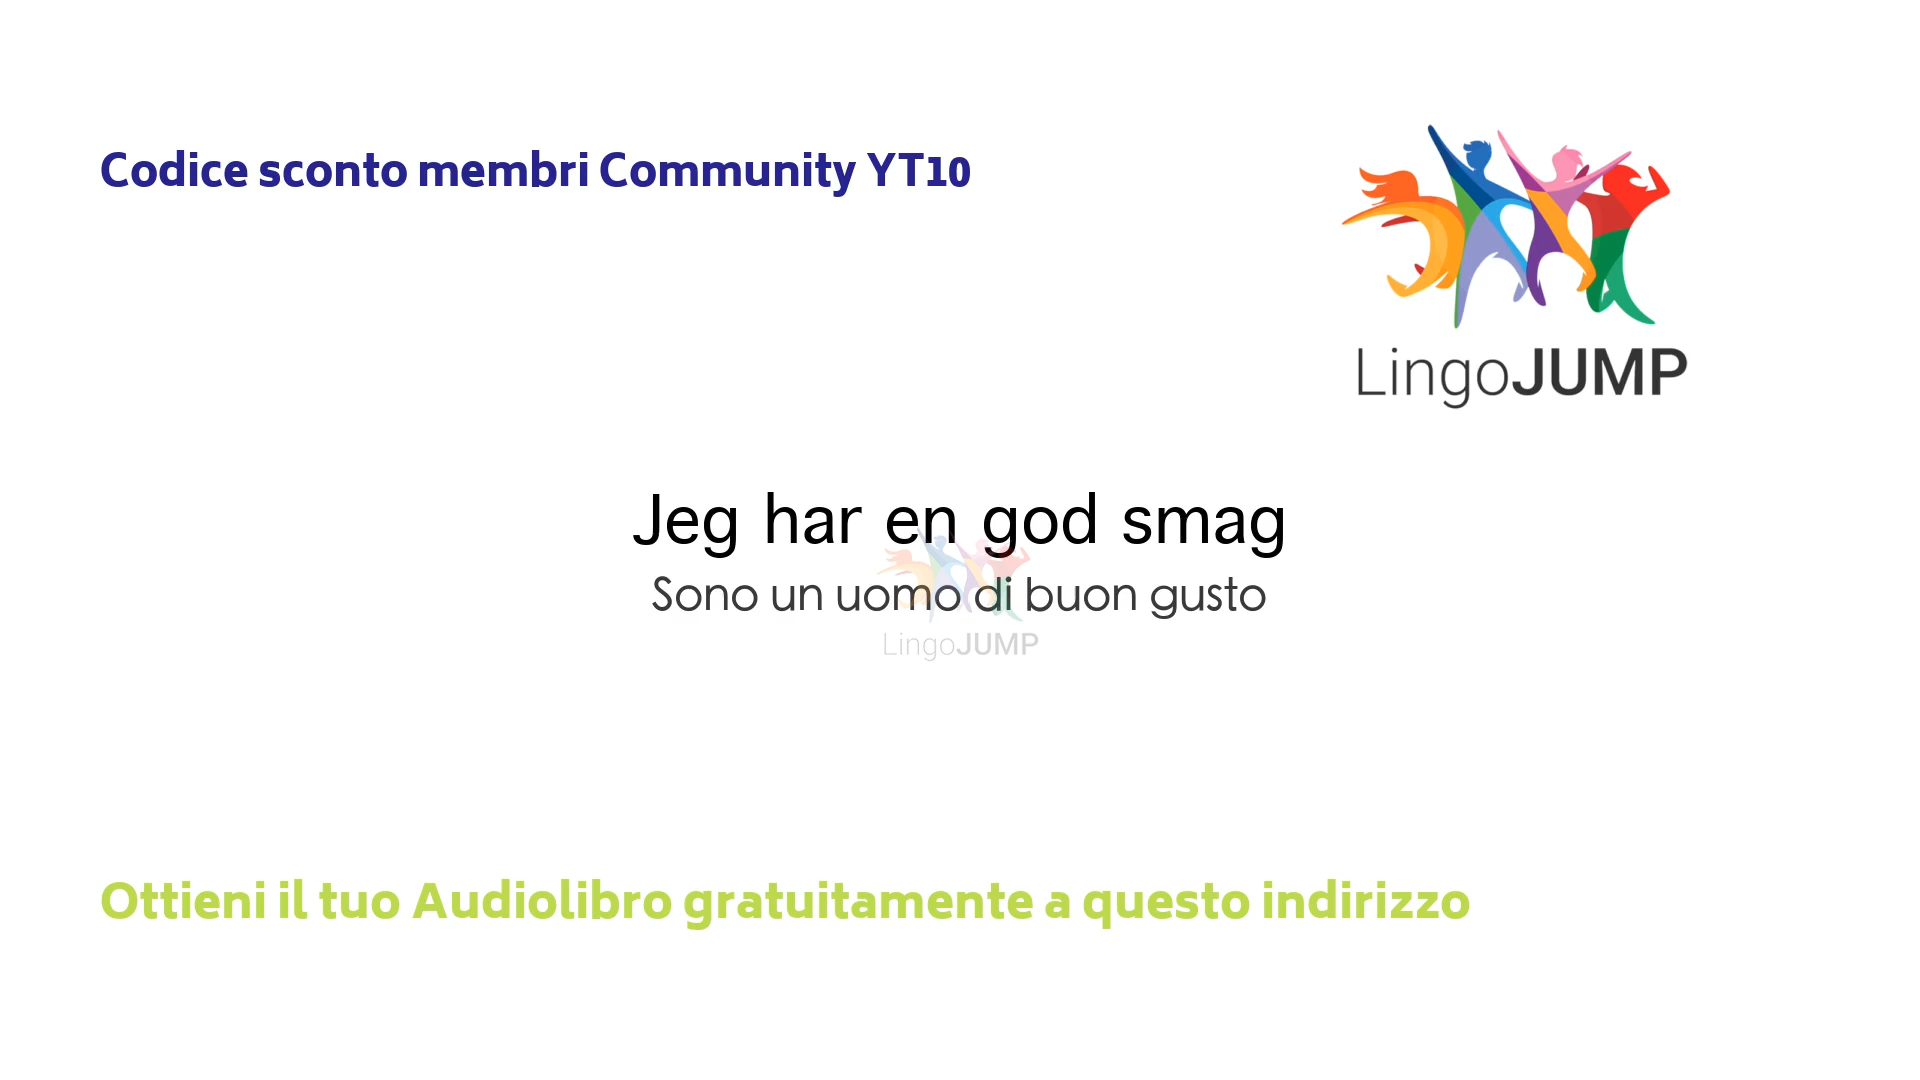 Codice sconto membri Community YT10
LingoJUMP
Jeg har en god smag
Sono un uomo di buon gusto
LingoJUMP
Ottieni il tuo Audiolibro gratuitamente a questo indirizzo